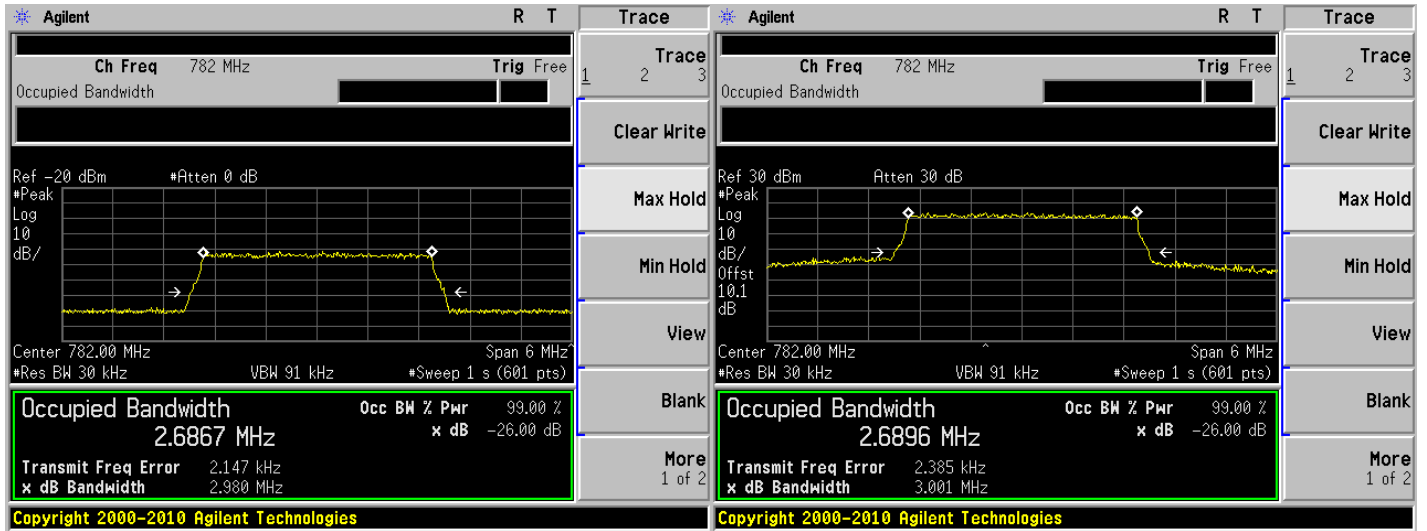 Agilent R T Trace
Ch Freq 782 MHz Trig Free
Occupied Bandwidth
Trace
1 2 3
Clear Write
Max Hold
Min Hold
View
Blank
More
1 of 2
Ref -20 dBm #Atten 0 dB
#Peak
Log
10
dB/
Center 782.00 MHz Span 6 MHz^
#Res BW 30 kHz VBW 91 kHz #Sweep 1 s (601 pts)
Occupied Bandwidth Occ BW % Pwr 99.00 %
2.6867 MHz x dB -26.00 dB
Transmit Freq Error 2.147 kHz
x dB Bandwidth 2.980 MHz
Copyright 2000-2010 Agilent Technologies
Agilent R T Trace
Ch Freq 782 MHz Trig Free
Occupied Bandwidth
Trace
1 2 3
Clear Write
Max Hold
Min Hold
View
Blank
More
1 of 2
Ref 30 dBm Atten 30 dB
#Peak
Log
10
dB/
Offst
10.1
dB
Center 782.00 MHz ^ Span 6 MHz
#Res BW 30 kHz VBW 91 kHz #Sweep 1 s (601 pts)
Occupied Bandwidth Occ BW % Pwr 99.00 %
2.6896 MHz x dB -26.00 dB
Transmit Freq Error 2.385 kHz
x dB Bandwidth 3.001 MHz
Copyright 2000-2010 Agilent Technologies